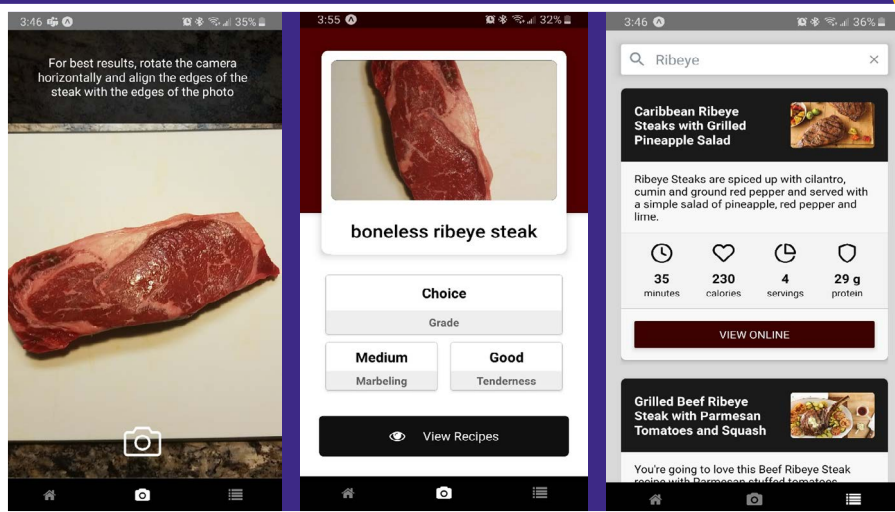 3:46
35%
For best results, rotate the camera
horizontally and align the edges of the
steak with the edges of the photo
3:55
32%
boneless ribeye steak
Choice
Grade
Medium
Marbeling
Good
Tenderness
View Recipes
3:46
36%
Ribeye
Caribbean Ribeye
Steaks with Grilled
Pineapple Salad
Ribeye Steaks are spiced up with cilantro,
cumin and ground red pepper and served with
a simple salad of pineapple, red pepper and
lime.
35
minutes
230
calories
4
servings
29 g
protein
VIEW ONLINE
Grilled Beef Ribeye
Steak with Parmesan
Tomatoes and Squash
You're going to love this Beef Ribeye Steak
recipe with Parmesan stuffed tomatoes